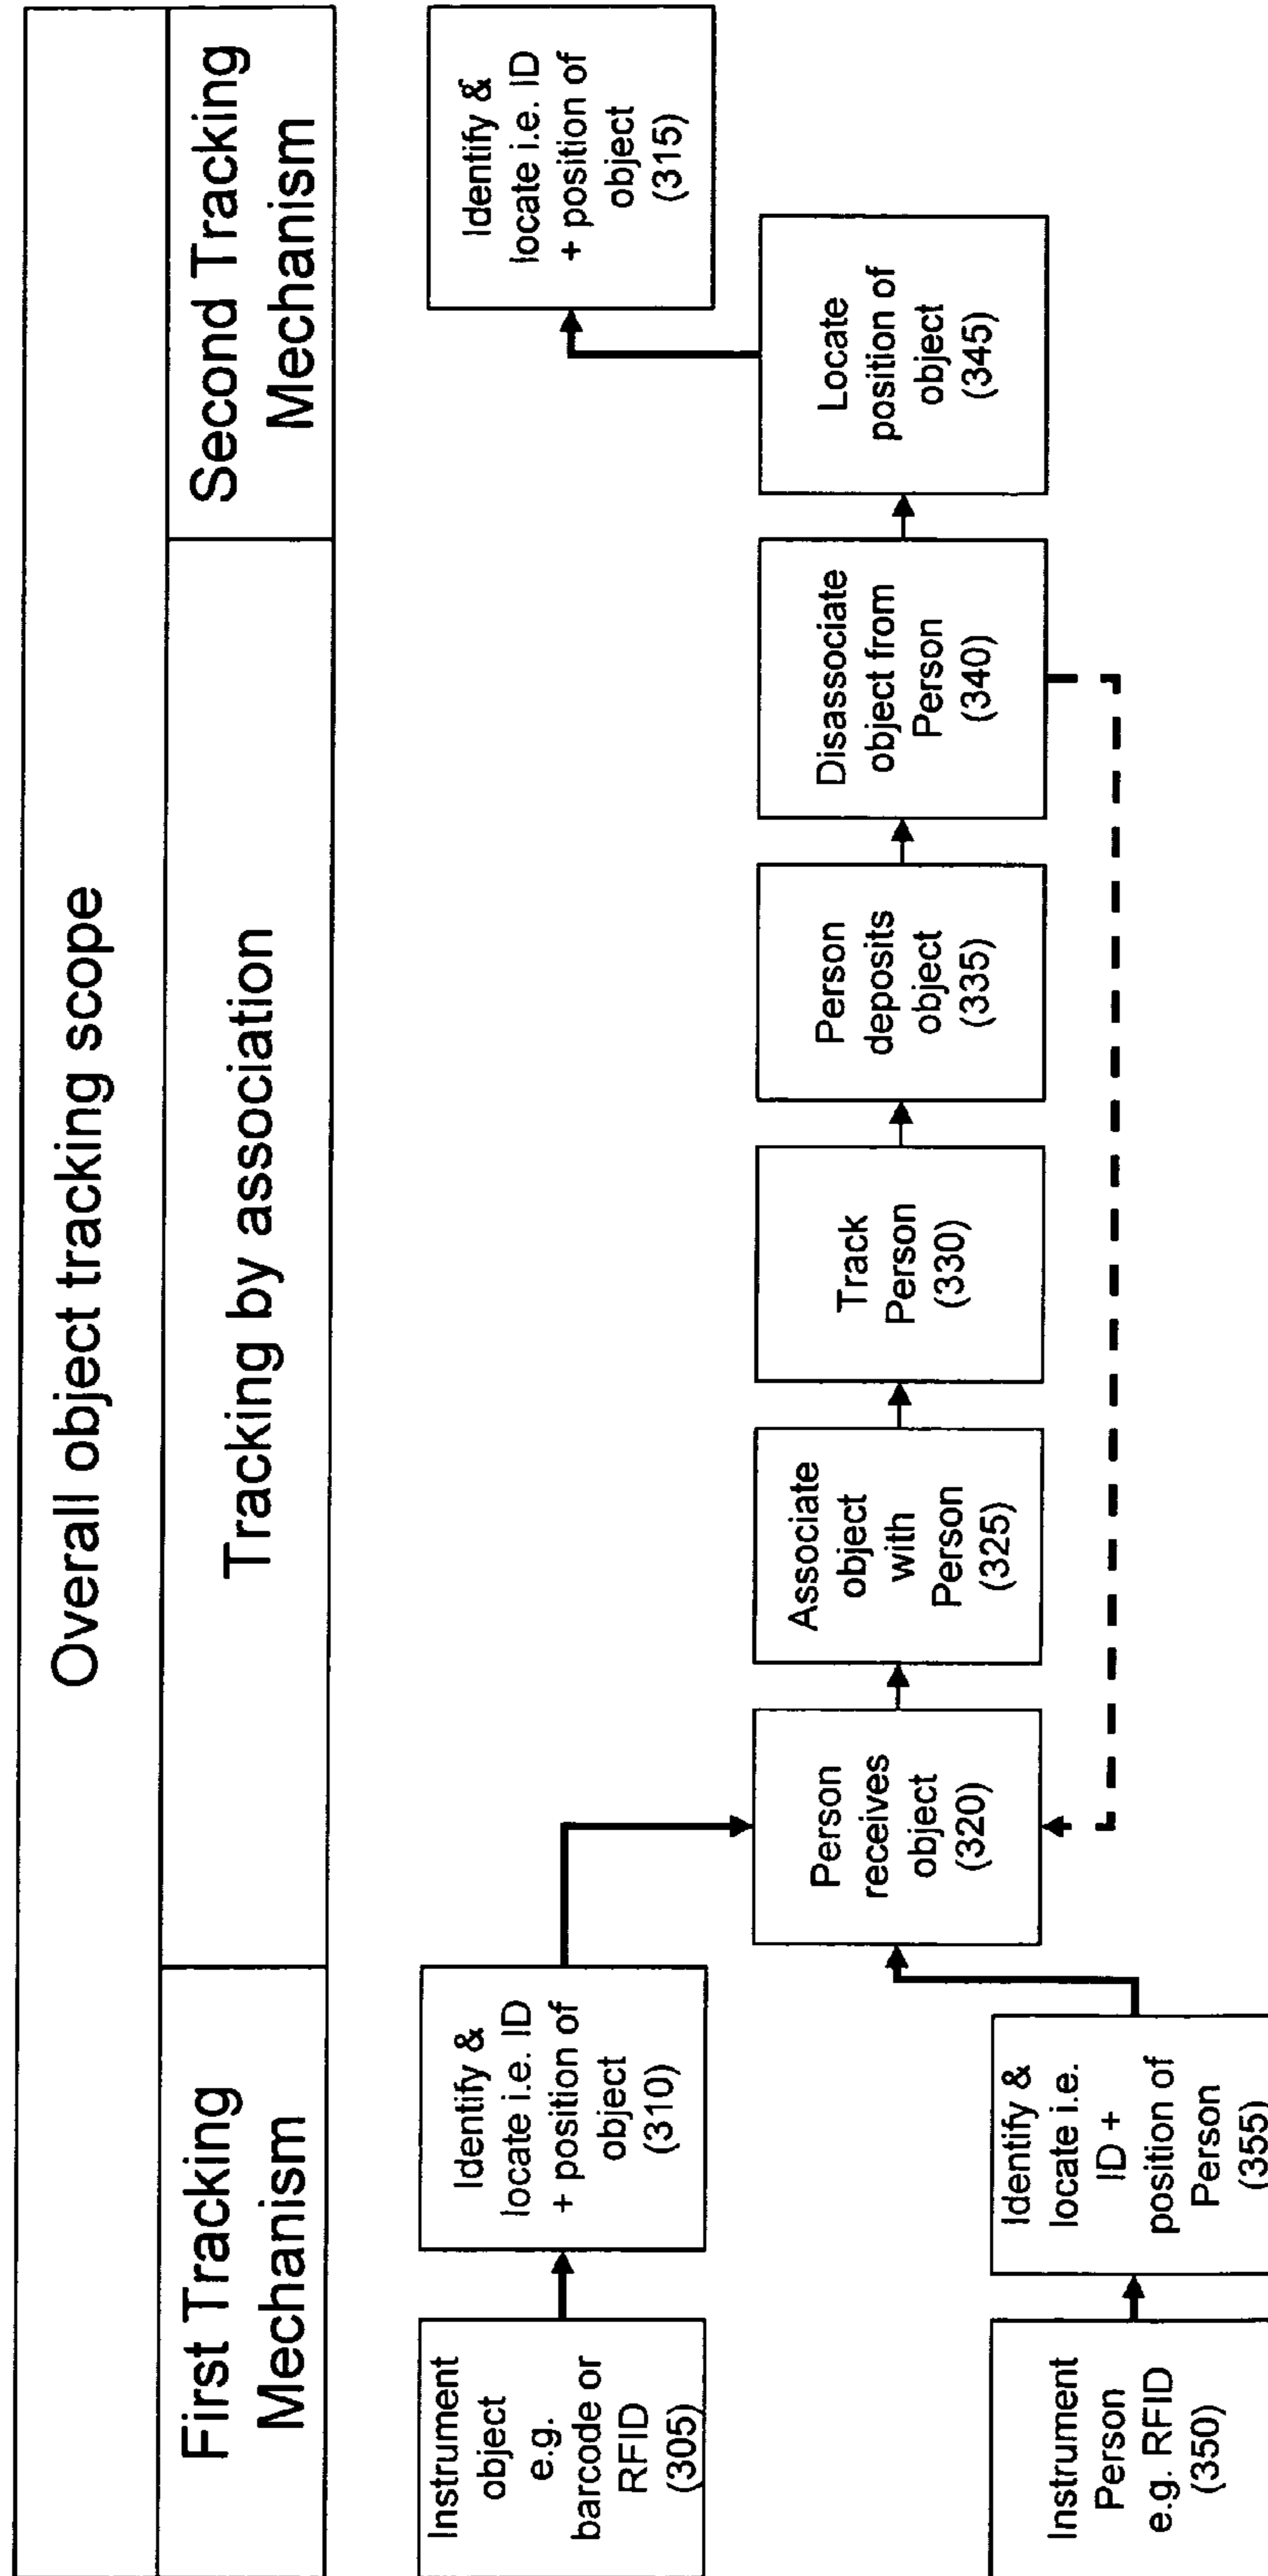 Overall object tracking scope
First Tracking
Mechanism
Tracking by association
Second Tracking
Mechanism
Instrument
object
e.g.
barcode or
RFID
(305)
Identify &
locate i.e. ID
+ position of
object
(310)
Identify &
locate i.e. ID
+ position of
object
(315)
Person
receives
object
(320)
Associate
object
with
Person
(325)
Track
Person
(330)
Person
deposits
object
(335)
Disassociate
object from
Person
(340)
Locate
position of
object
(345)
Instrument
Person
e.g. RFID
(350)
Identify &
locate i.e.
ID +
position of
Person
(355)